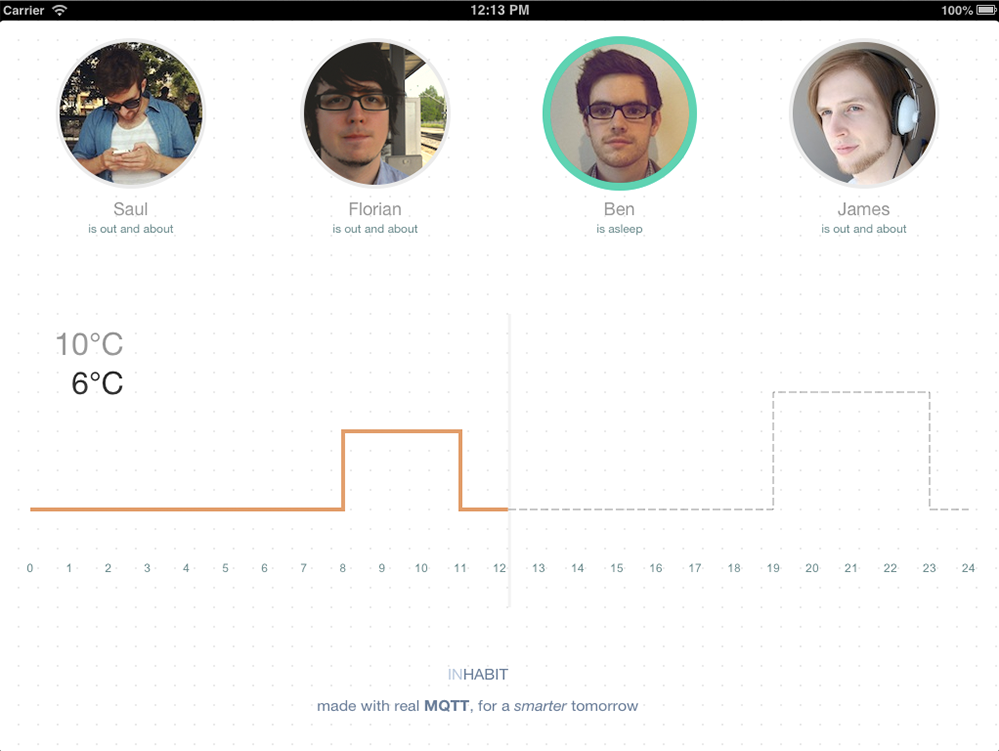 Carrier 12:13 PM 100%
Saul Florian Ben James
is out and about is out and about is asleep is out and about
10°C
6°C
0 1 2 3 4 5 6 7 8 9 10 11 12 13 14 15 16 17 18 19 20 21 22 23 24
INHABIT
made with real MQTT, for a smarter tomorrow